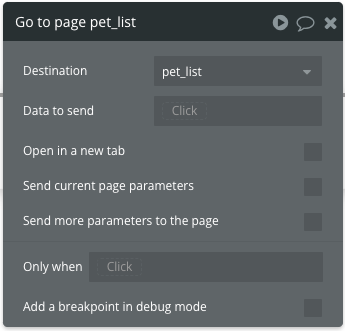 Go to page pet_list
Destination pet_list
Data to send Click
Open in a new tab
Send current page parameters
Send more parameters to the page
Only when Click
Add a breakpoint in debug mode